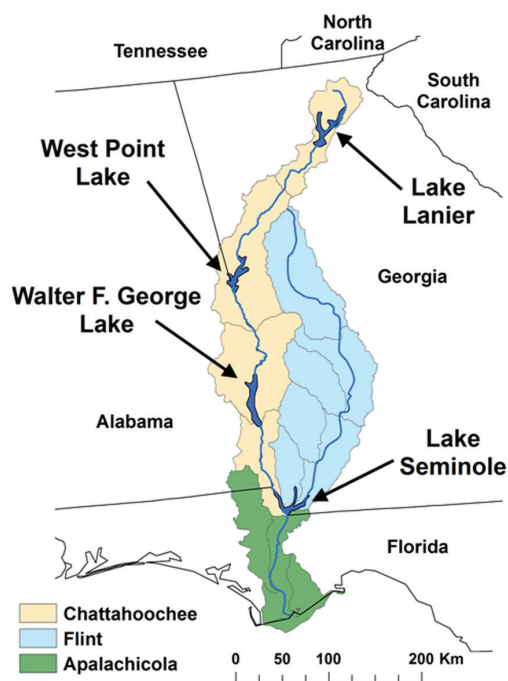 North
Carolina
Tennessee
South
Carolina
West Point
Lake
Lake
Lanier
Georgia
Walter F. George
Lake
Alabama
Lake
Seminole
Florida
Chattahoochee
Flint
Apalachicola
0 50 100 200 Km